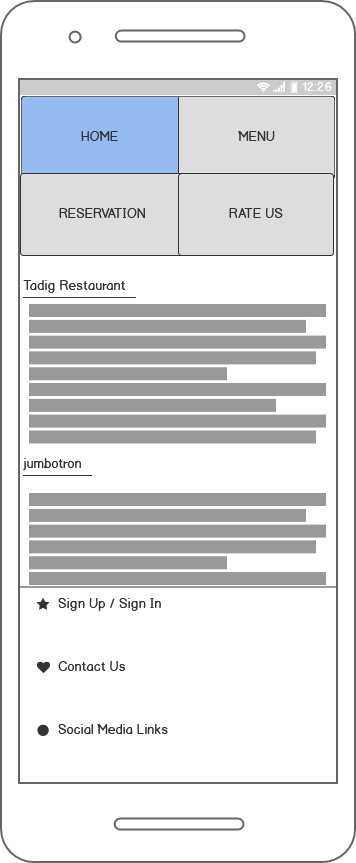 12:26
HOME
MENU
RESERVATION
RATE US
Tadig Restaurant
jumbotron
Sign Up / Sign In
Contact Us
Social Media Links